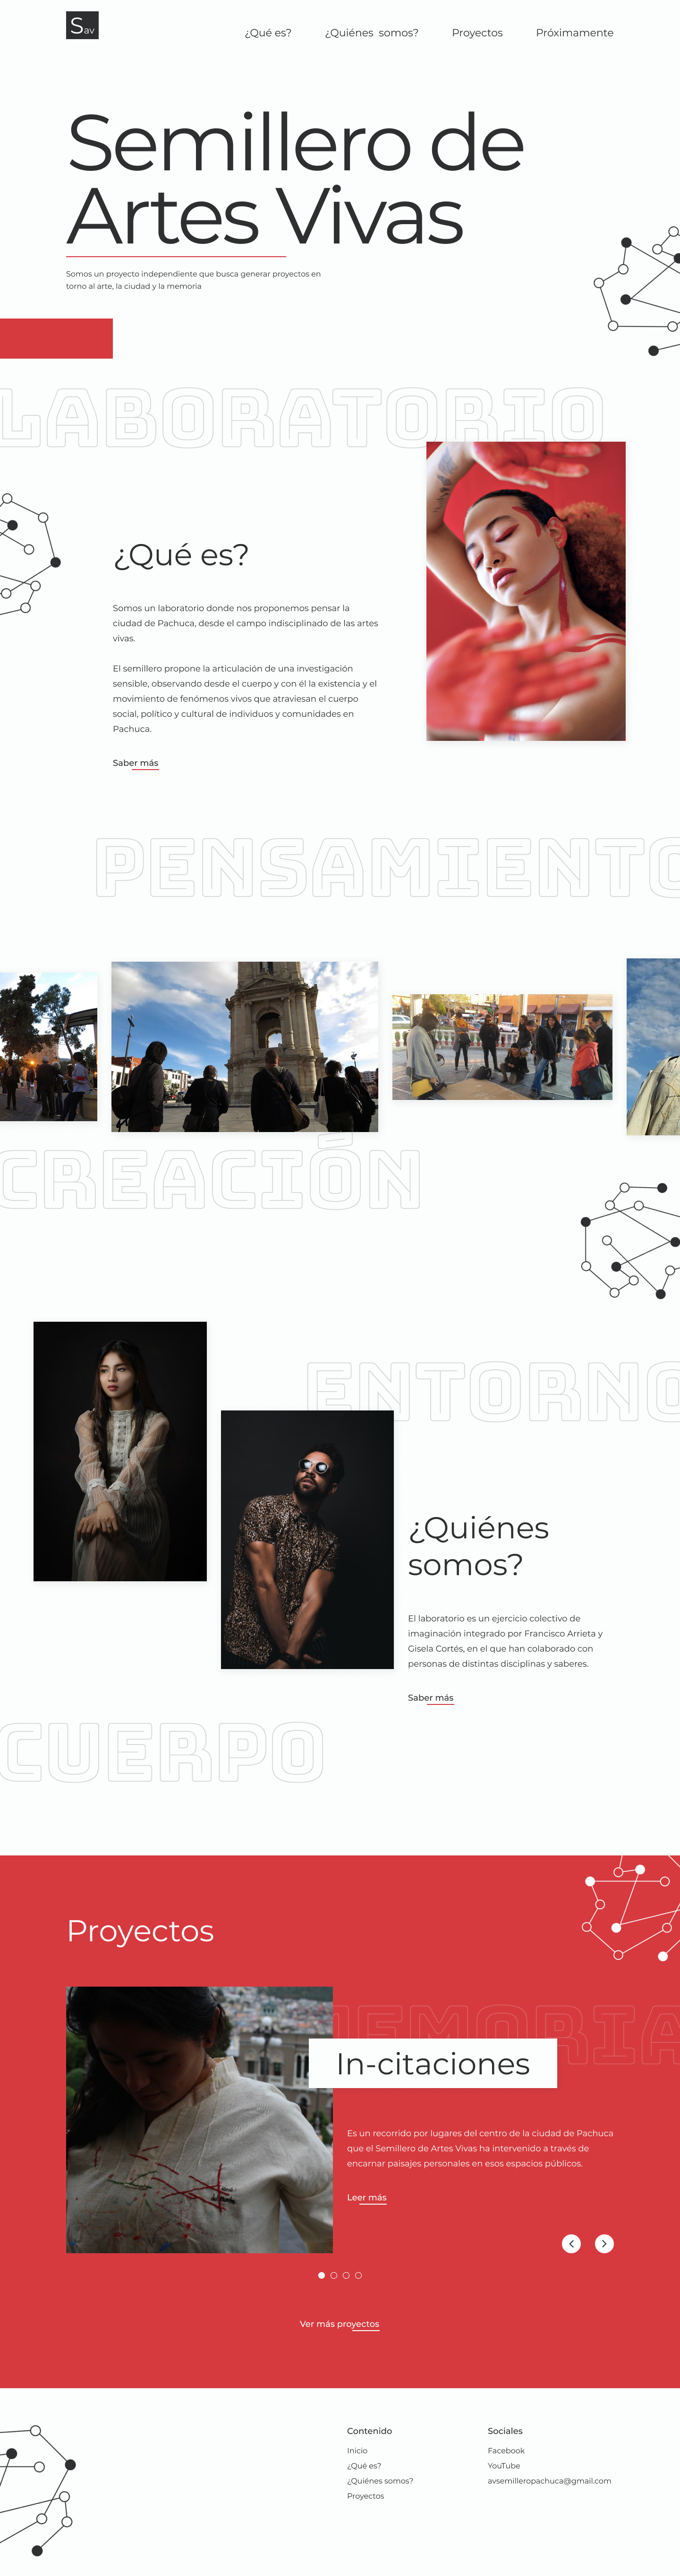 Sav
¿Qué es?
¿Quiénes somos?
Proyectos
Próximamente
Semillero de
Artes Vivas
Somos un proyecto independiente que busca generar proyectos en
torno al arte, la ciudad y la memoria
LABORATORIO
¿Qué es?
Somos un laboratorio donde nos proponemos pensar la
ciudad de Pachuca, desde el campo indisciplinado de las artes
vivas.
El semillero propone la articulación de una investigación
sensible, observando desde el cuerpo y con él la existencia y el
movimiento de fenómenos vivos que atraviesan el cuerpo
social, político y cultural de individuos y comunidades en
Pachuca.
Saber más
PENSAMIENTO
CREACIÓN
ENTORNO
¿Quiénes
somos?
El laboratorio es un ejercicio colectivo de
imaginación integrado por Francisco Arrieta y
Gisela Cortés, en el que han colaborado con
personas de distintas disciplinas y saberes.
Saber más
CUERPO
Proyectos
MEMORIA
In-citaciones
Es un recorrido por lugares del centro de la ciudad de Pachuca
que el Semillero de Artes Vivas ha intervenido a través de
encarnar paisajes personales en esos espacios públicos.
Leer más
Ver más proyectos
Contenido
Inicio
¿Qué es?
¿Quiénes somos?
Proyectos
Sociales
Facebook
YouTube
avsemilleropachuca@gmail.com